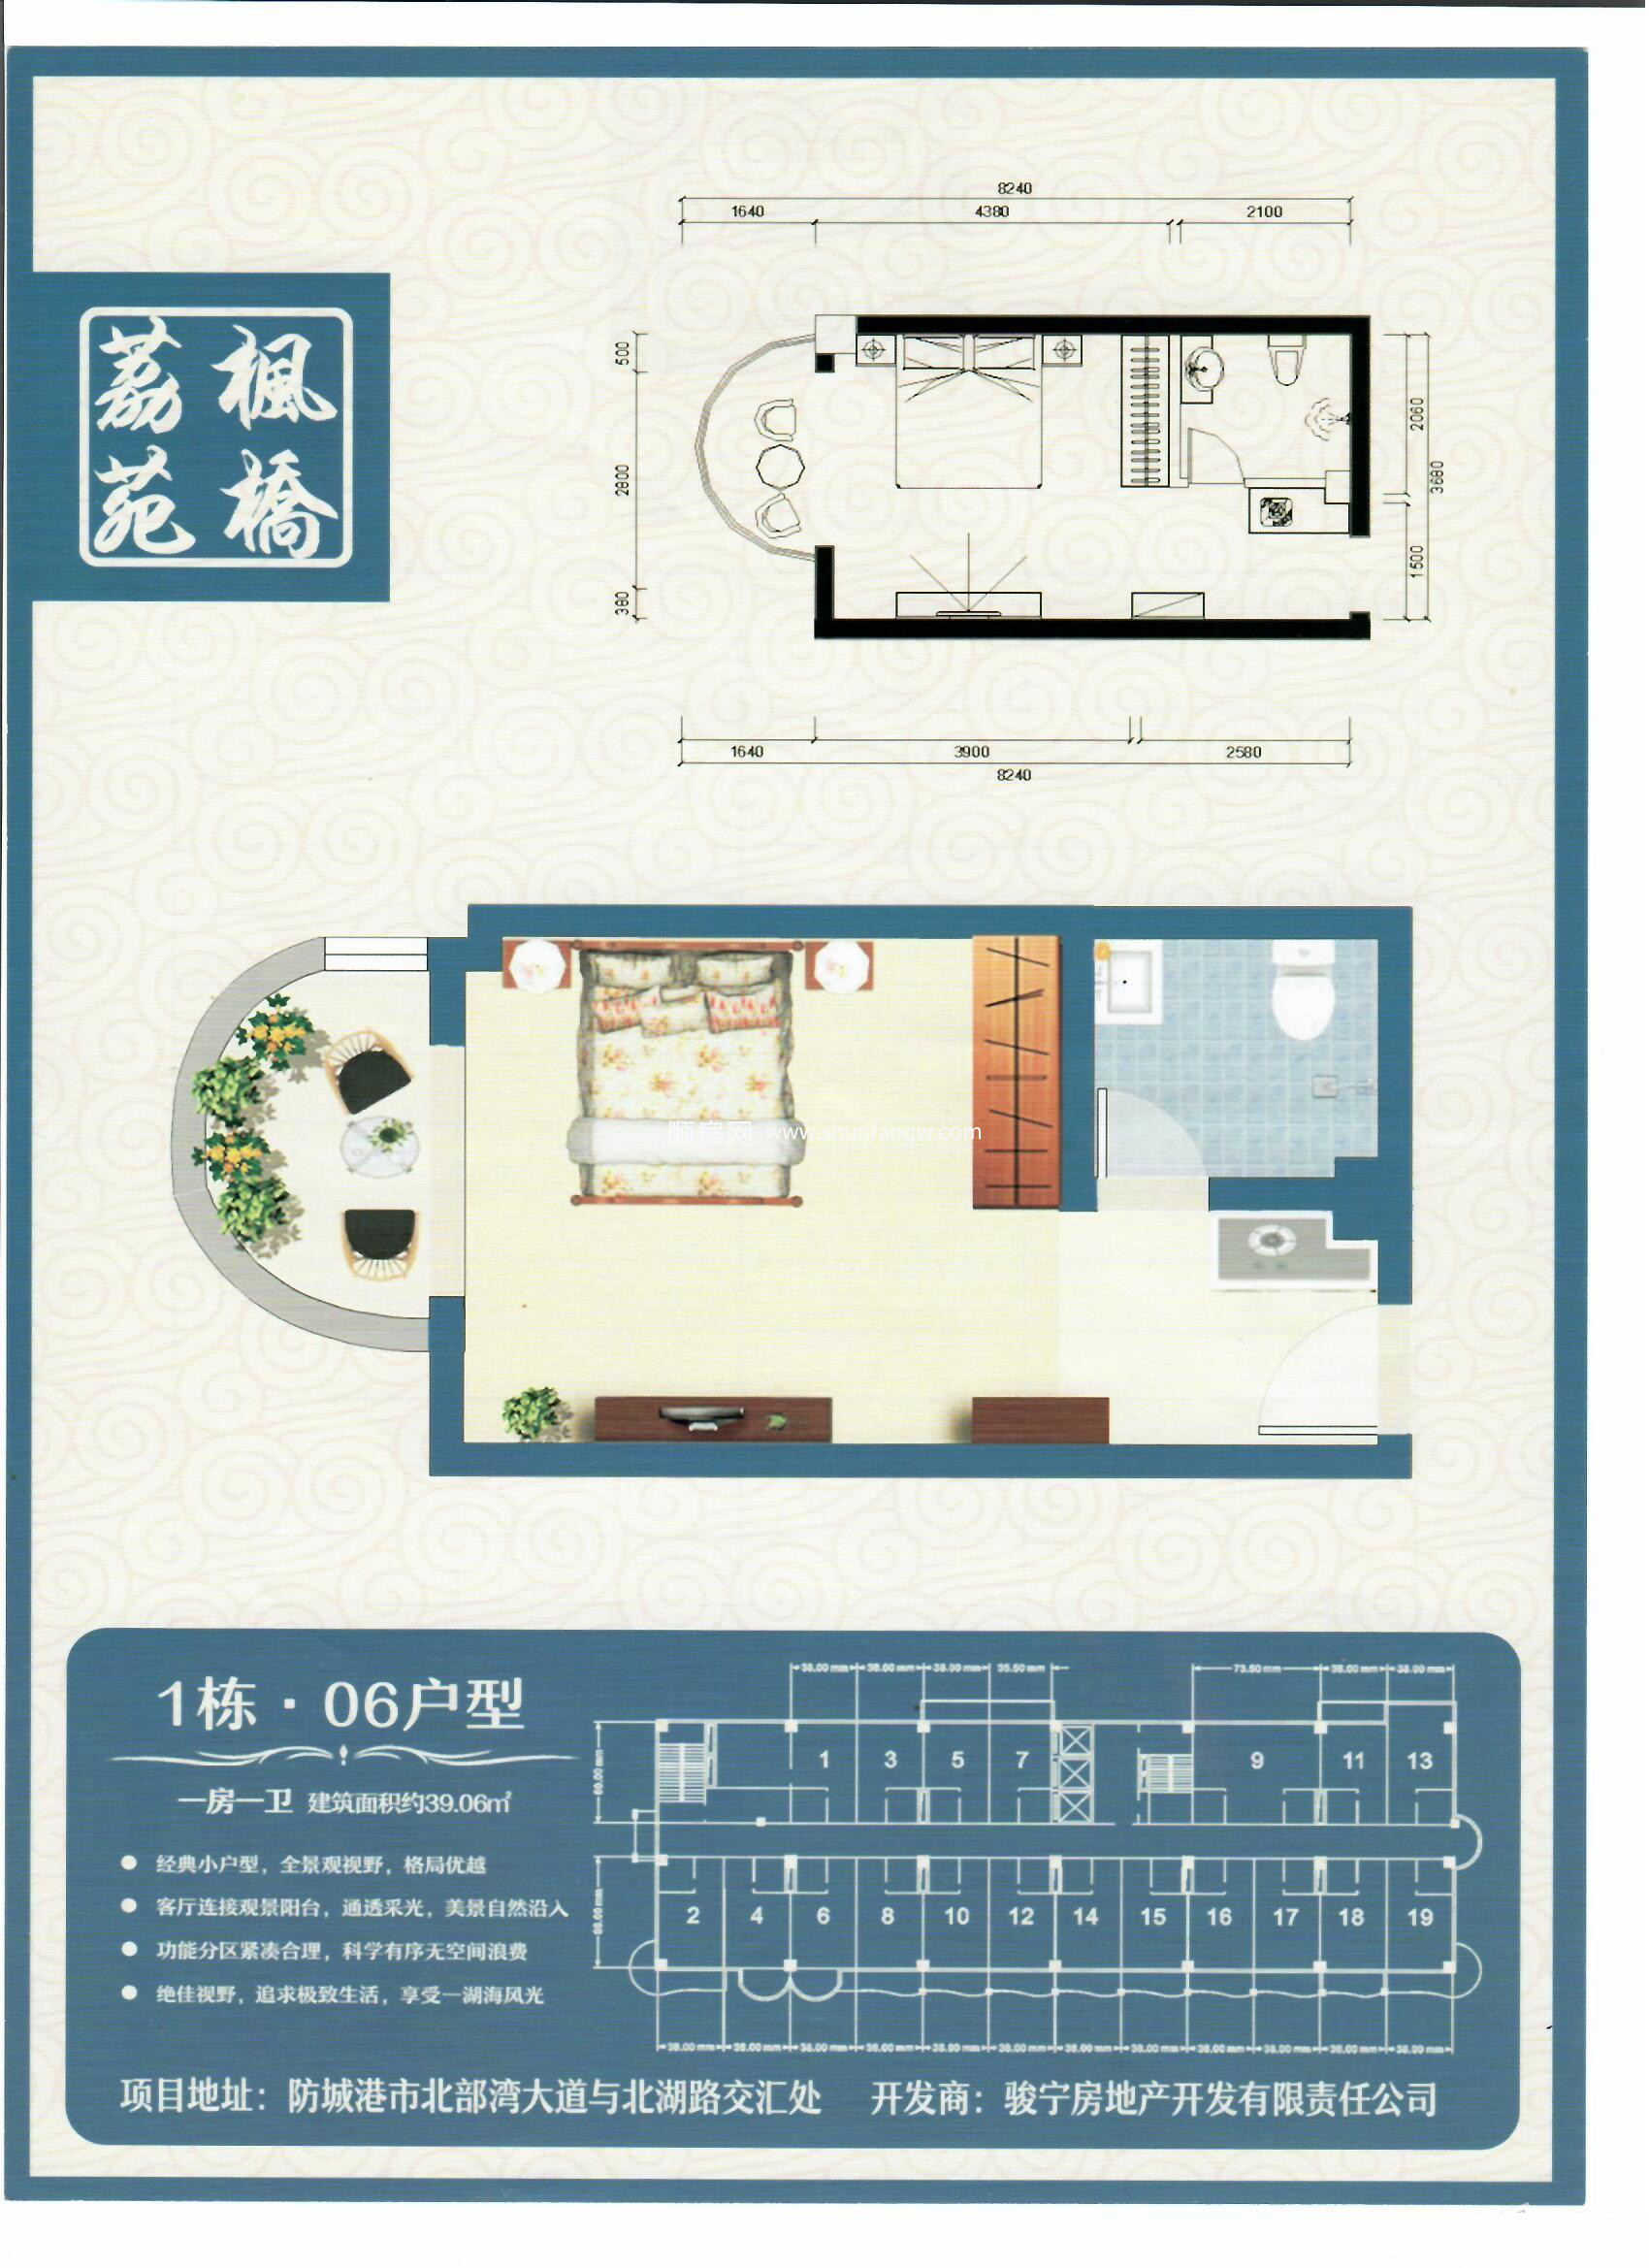 8240
1640 4380 2100
枫橋
荔苑
500
2800
380
2060
1500
3680
1640 3900 2580
8240
顺房网 www.shunfangw.com
1栋·06户型
一房一卫 建筑面积约39.06㎡
经典小户型，全景观视野，格局优越
客厅连接观景阳台，通透采光，美景自然沿入
功能分区紧凑合理，科学有序无空间浪费
绝佳视野，追求极致生活，享受一湖海风光
38.00 mm 38.00 mm 38.00 mm 35.50 mm 73.50 mm 38.00 mm 38.00 mm
1 3 5 7 9 11 13
2 4 6 8 10 12 14 15 16 17 18 19
38.00 mm 38.00 mm 38.00 mm 38.00 mm 38.00 mm 38.00 mm 38.00 mm 38.00 mm 38.00 mm 38.00 mm 38.00 mm 38.00 mm
项目地址：防城港市北部湾大道与北湖路交汇处 开发商：骏宁房地产开发有限责任公司